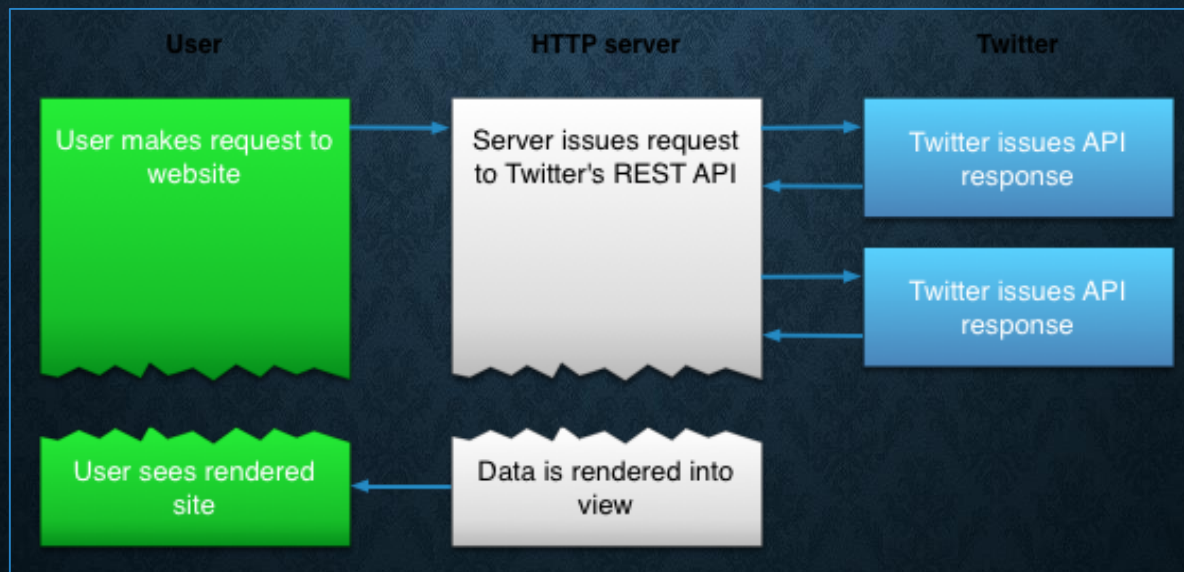 User
HTTP server
Twitter
User makes request to
website
Server issues request
to Twitter's REST API
Twitter issues API
response
Twitter issues API
response
User sees rendered
site
Data is rendered into
view